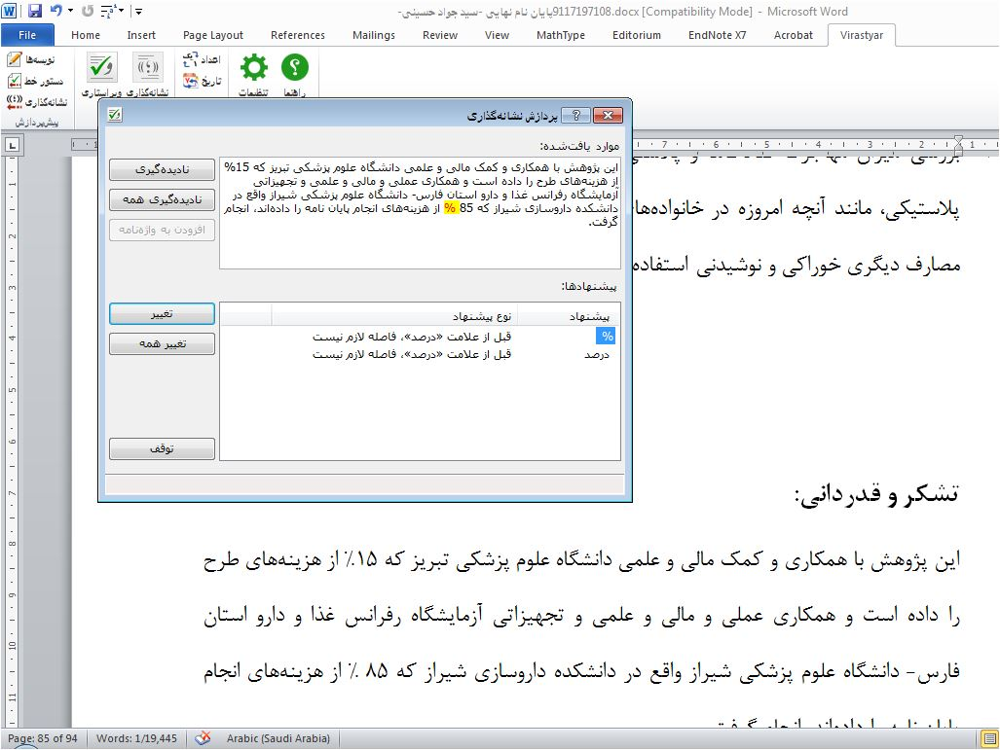 9117197108پایان نام نهایی -سید جواد حسینی-.docx [Compatibility Mode] - Microsoft Word
File Home Insert Page Layout References Mailings Review View MathType Editorium EndNote X7 Acrobat Virastyar
نویسه‌ها
دستور خط
نشانه‌گذاری
پیش‌پردازش
ویراستاری
نشانه‌گذاری
اعداد
تاریخ
تنظیمات
راهنما
پردازش نشانه‌گذاری
موارد یافت‌شده:
این پژوهش با همکاری و کمک مالی و علمی دانشگاه علوم پزشکی تبریز که 15%
از هزینه‌های طرح را داده است و همکاری عملی و مالی و علمی و تجهیزاتی
آزمایشگاه رفرانس غذا و دارو استان فارس- دانشگاه علوم پزشکی شیراز واقع در
دانشکده داروسازی شیراز که 85 % از هزینه‌های انجام پایان نامه را داده‌اند، انجام
گرفت.
نادیده‌گیری
نادیده‌گیری همه
افزودن به واژه‌نامه
پیشنهادها:
پیشنهاد نوع پیشنهاد
% قبل از علامت «درصد»، فاصله لازم نیست
درصد قبل از علامت «درصد»، فاصله لازم نیست
تغییر
تغییر همه
توقف
پلاستیکی، مانند آنچه امروزه در خانواده‌ها
مصارف دیگری خوراکی و نوشیدنی استفاده
تشکر و قدردانی:
این پژوهش با همکاری و کمک مالی و علمی دانشگاه علوم پزشکی تبریز که ۱۵٪ از هزینه‌های طرح
را داده است و همکاری عملی و مالی و علمی و تجهیزاتی آزمایشگاه رفرانس غذا و دارو استان
فارس- دانشگاه علوم پزشکی شیراز واقع در دانشکده داروسازی شیراز که ۸۵ ٪ از هزینه‌های انجام
Page: 85 of 94 Words: 1/19,445 Arabic (Saudi Arabia)